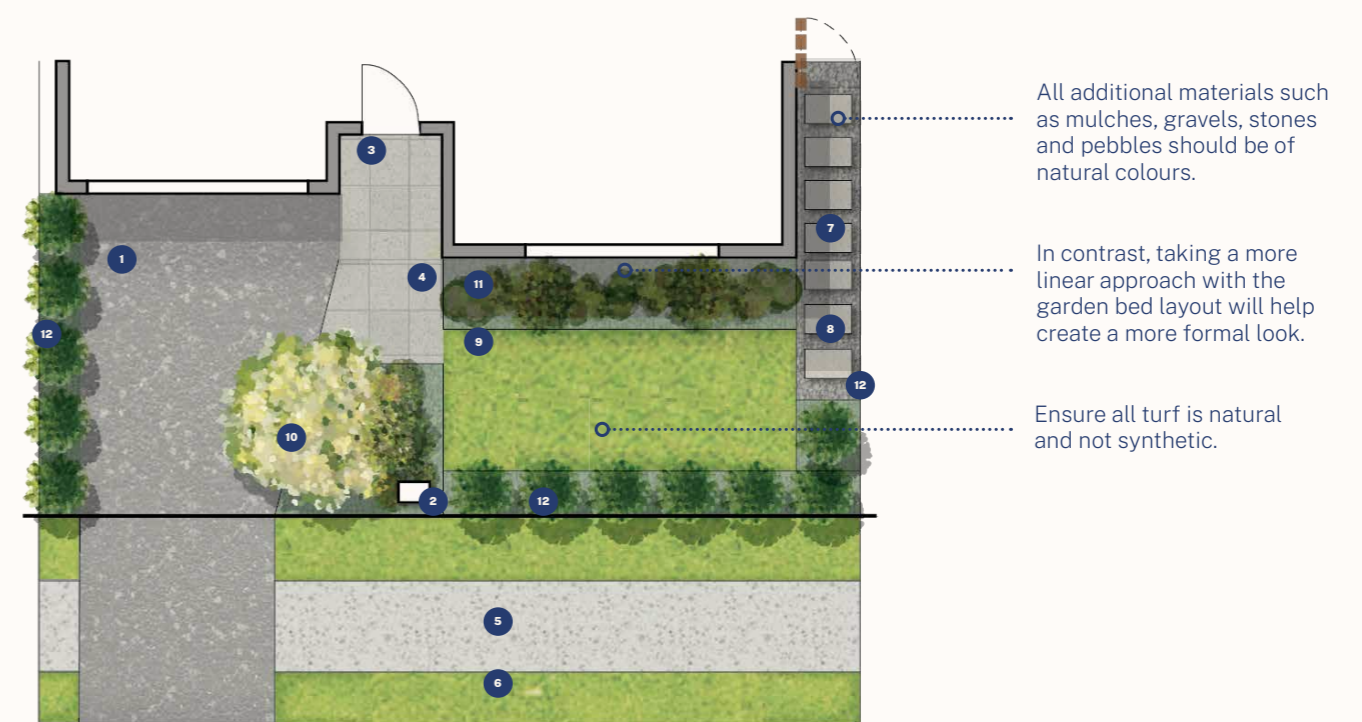 3
1
4
11
12
9
10
2
12
7
8
12
5
6
All additional materials such
as mulches, gravels, stones
and pebbles should be of
natural colours.
In contrast, taking a more
linear approach with the
garden bed layout will help
create a more formal look.
Ensure all turf is natural
and not synthetic.